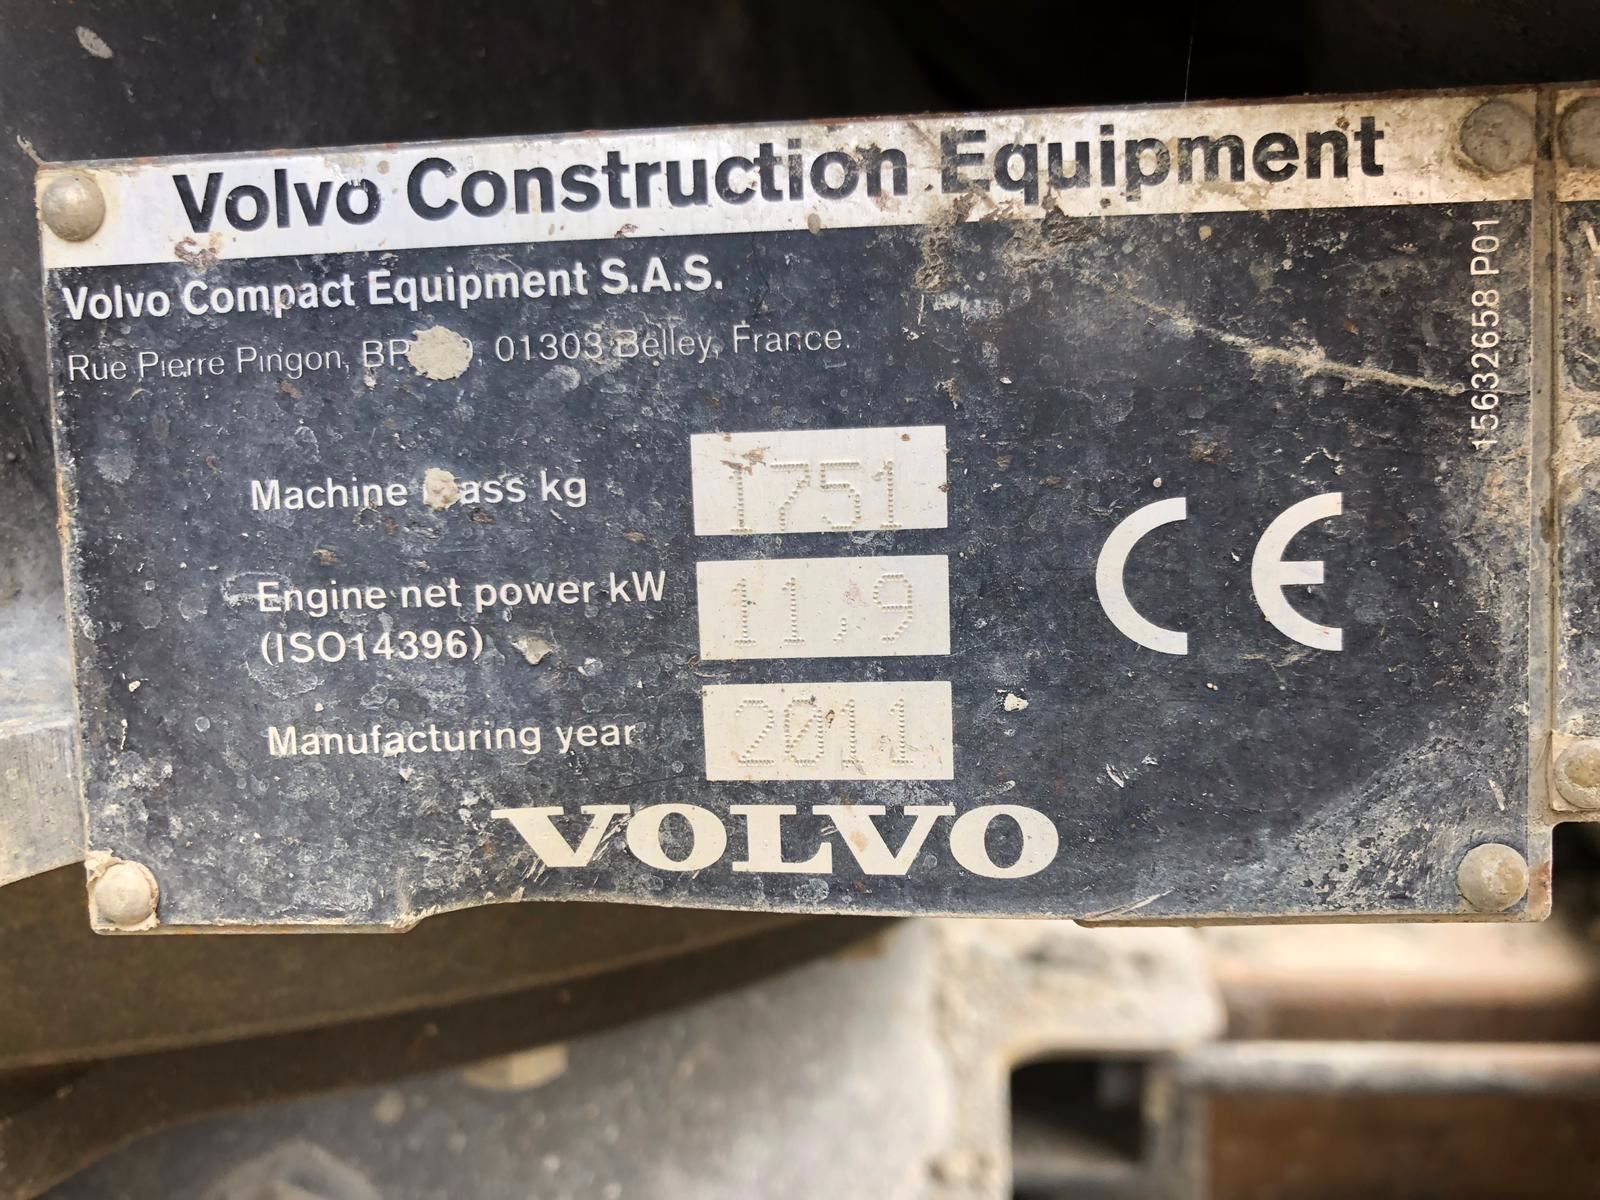 Volvo Construction Equipment
Volvo Compact Equipment S.A.S.
Rue Pierre Pingon, 01303 Belley, France.
Machine kg 1751
Engine net power kW 11,9
(ISO14396)
Manufacturing year 2011
CE
VOLVO
15632658 P01